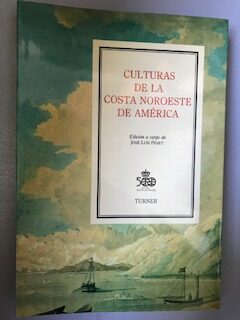 CULTURAS
DE LA
COSTA NOROESTE
DE AMÉRICA
Edición a cargo de
JOSÉ LUIS PESET
TURNER